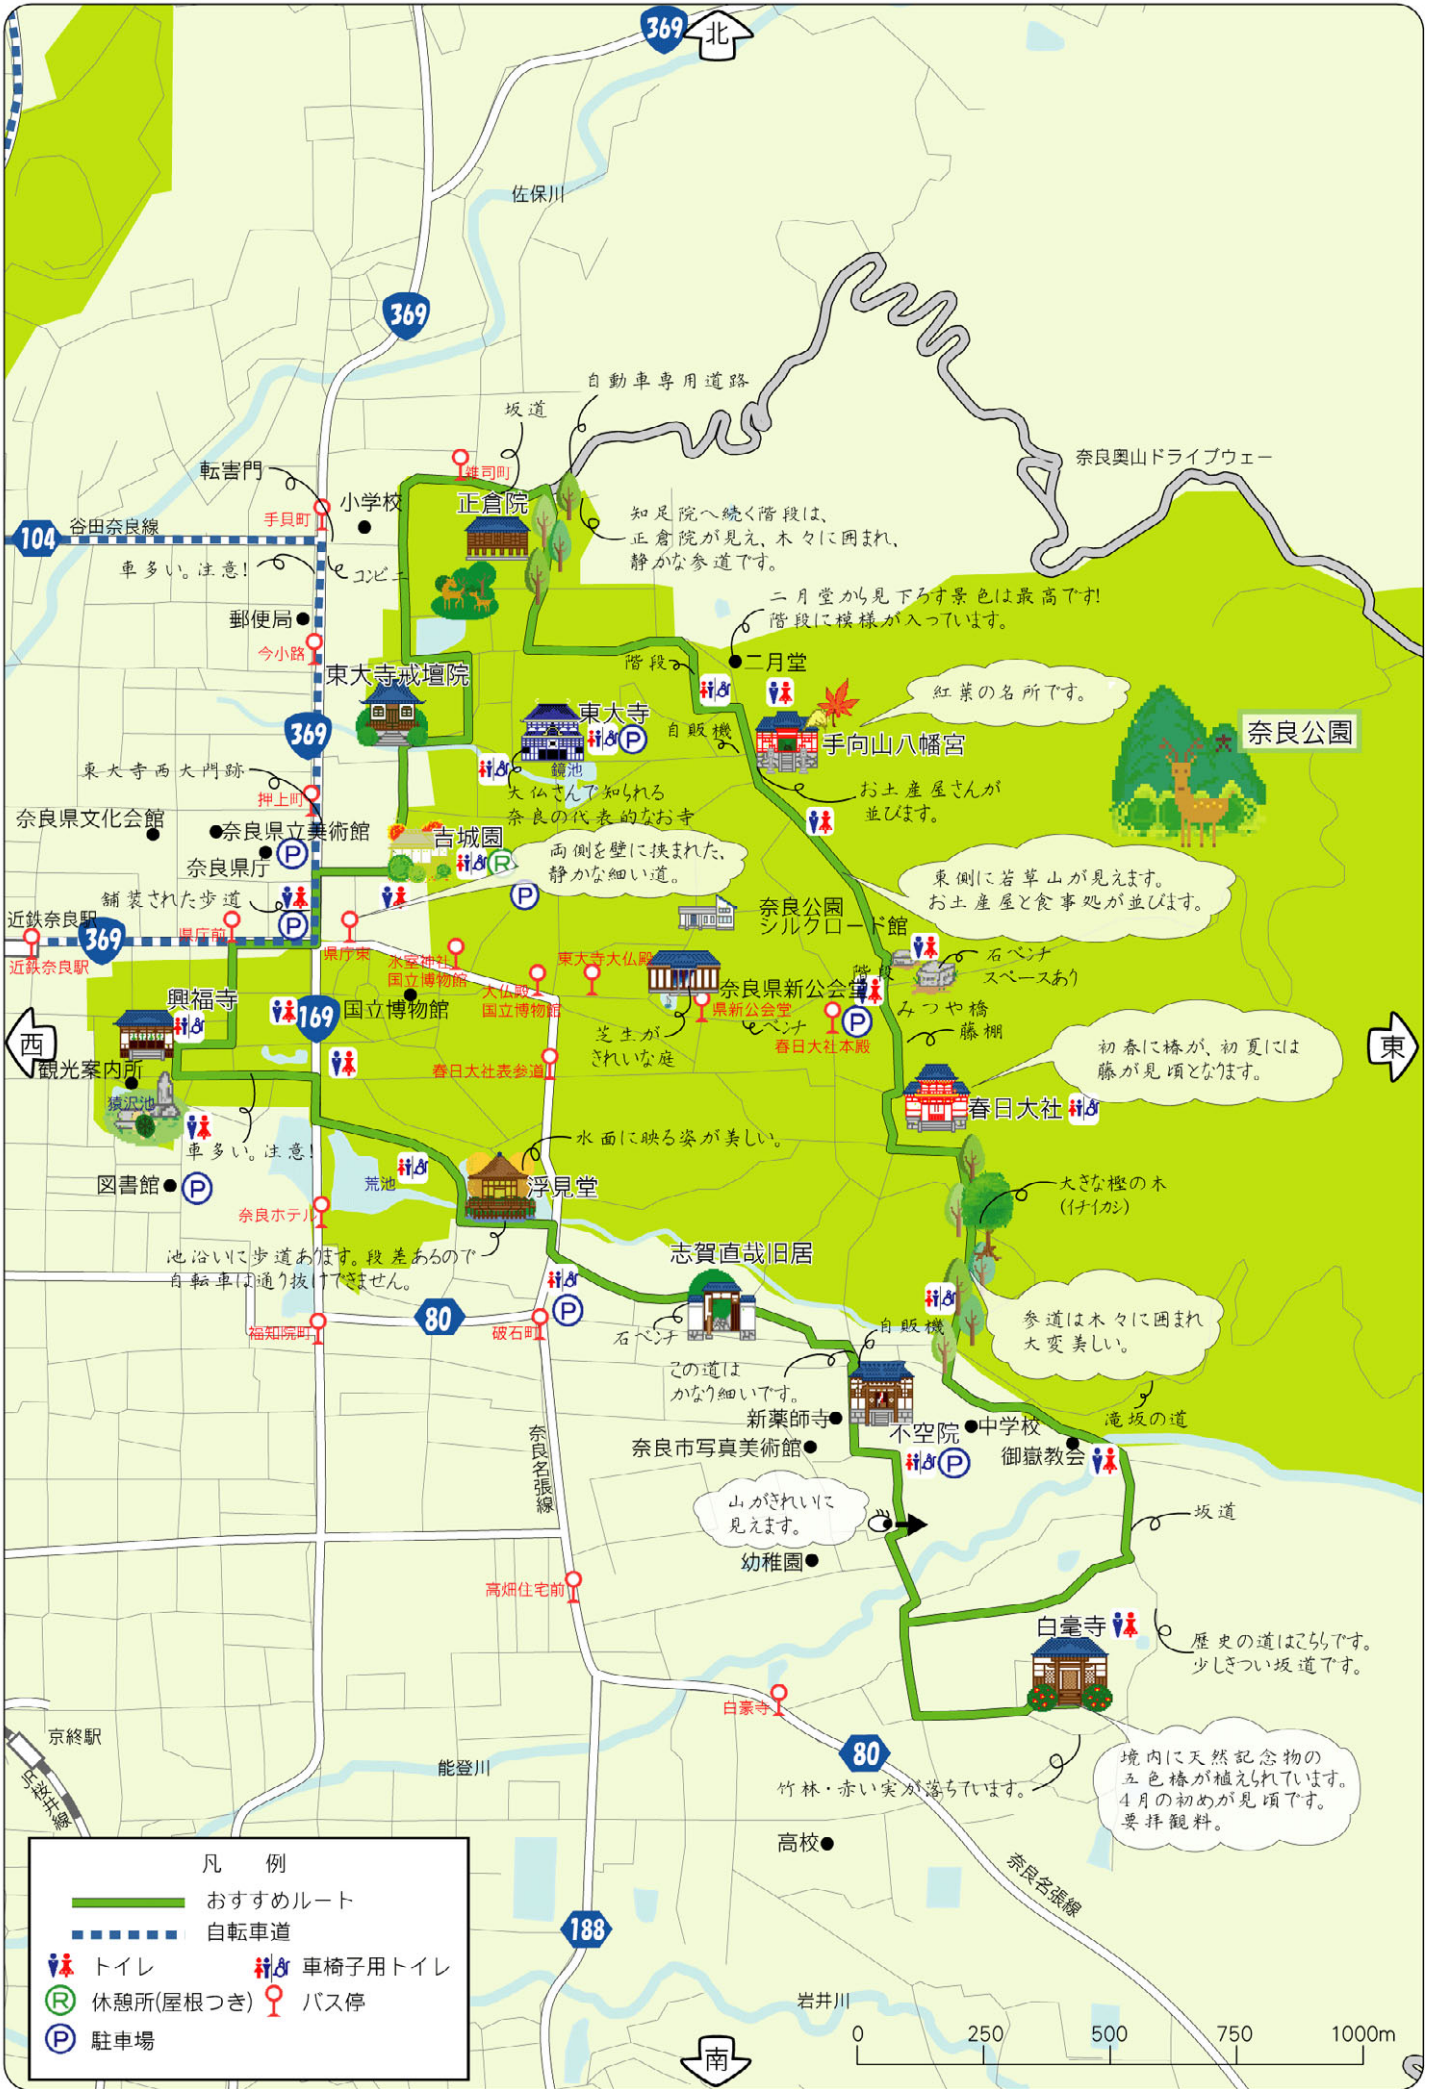 369
北
佐保川
369
自動車専用道路
坂道
奈良奥山ドライブウェー
転害門
雑司町
小学校
正倉院
手貝町
104
谷田奈良線
知足院へ続く階段は、
正倉院が見え、木々に囲まれ、
静かな参道です。
車多い。注意!
コンビニ
二月堂から見下ろす景色は最高です!
階段に模様が入っています。
郵便局
今小路
階段
二月堂
東大寺戒壇院
紅葉の名所です。
東大寺
P
自販機
手向山八幡宮
奈良公園
369
鏡池
東大寺西大門跡
押上町
大仏さんで知られる
奈良の代表的なお寺
お土産屋さんが
並びます。
奈良県文化会館
奈良県立美術館
吉城園
R
奈良県庁
P
両側を壁に挟まれた、
静かな細い道。
東側に若草山が見えます。
お土産屋と食事処が並びます。
舗装された歩道
P
P
近鉄奈良駅
369
県庁前
近鉄奈良駅
県庁東
氷室神社
国立博物館
東大寺大仏殿
大仏殿
国立博物館
奈良公園
シルクロード館
階段
石ベンチ
スペースあり
奈良県新公会堂
興福寺
169
国立博物館
県新公会堂
芝生が
きれいな庭
ベンチ
P
春日大社本殿
みつや橋
藤棚
西
東
観光案内所
春日大社表参道
初春に椿が、初夏には
藤が見頃となります。
猿沢池
春日大社
車多い。注意!
水面に映る姿が美しい。
図書館
P
荒池
浮見堂
大きな樫の木
(イチイカシ)
奈良ホテル
池沿いに歩道あります。段差あるので
自転車は通り抜けできません。
志賀直哉旧居
P
80
福知院町
破石町
石ベンチ
自販機
参道は木々に囲まれ
大変美しい。
この道は
かなり細いです。
新薬師寺
不空院
P
中学校
滝坂の道
奈良市写真美術館
御嶽教会
奈良名張線
山がきれいに
見えます。
坂道
幼稚園
高畑住宅前
白毫寺
歴史の道はこちらです。
少しきつい坂道です。
白豪寺
京終駅
JR桜井線
能登川
80
竹林・赤い実が落ちています。
境内に天然記念物の
五色椿が植えられています。
4月の初めが見頃です。
要拝観料。
高校
奈良名張線
188
岩井川
凡 例
おすすめルート
自転車道
トイレ
車椅子用トイレ
R 休憩所(屋根つき)
バス停
P 駐車場
南
0 250 500 750 1000m